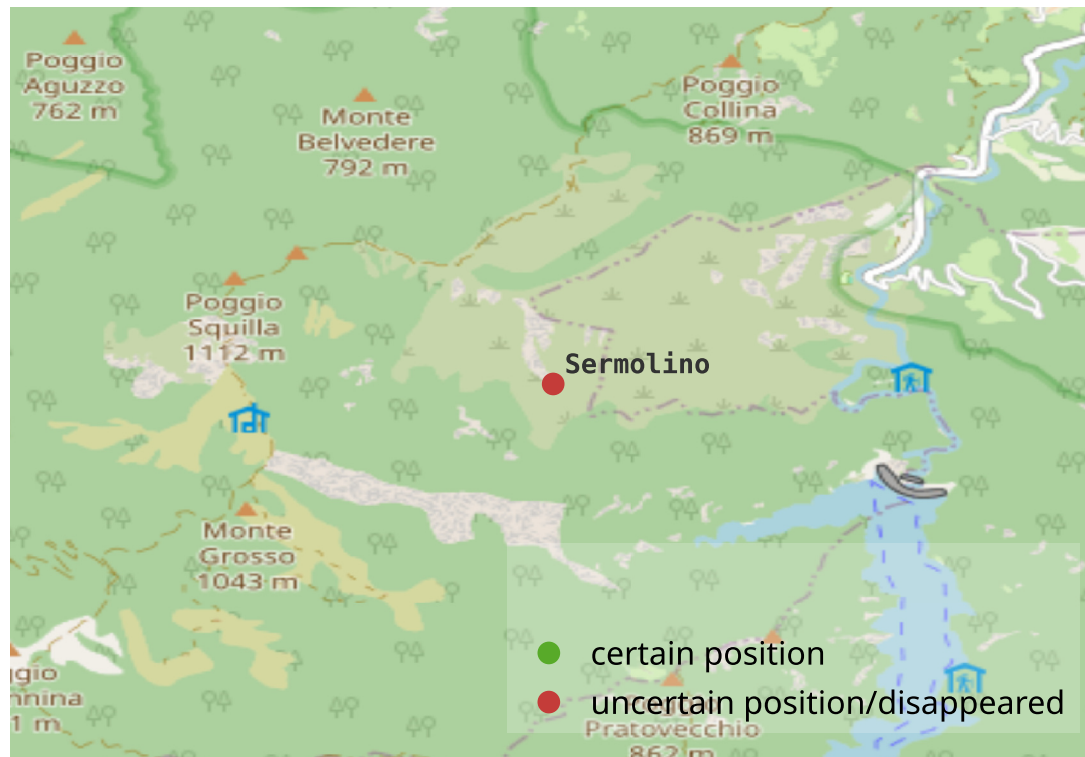 Poggio
Aguzzo
762 m
Monte
Belvedere
792 m
Poggio
Collina
869 m
Poggio
Squilla
1112 m
Sermolino
Monte
Grosso
1043 m
certain position
uncertain position/disappeared
Pratovecchio
862 m